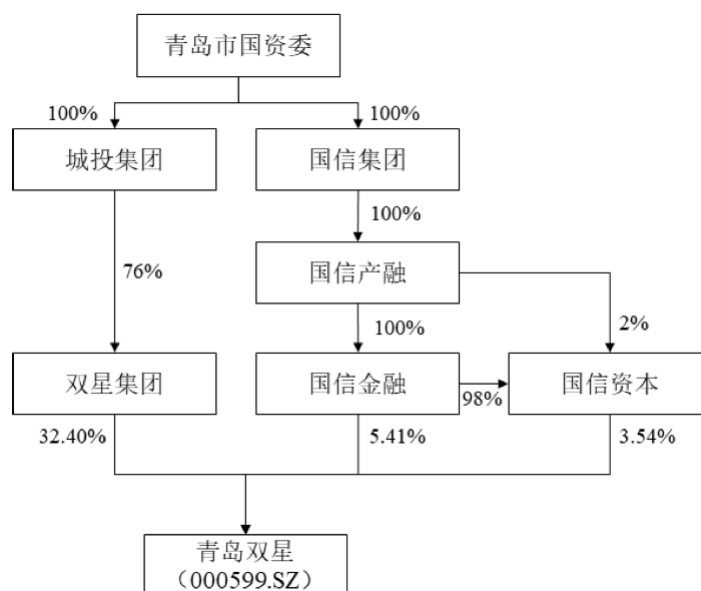 青岛市国资委
100%
100%
城投集团
国信集团
100%
76%
国信产融
100%
2%
双星集团
国信金融
98%
国信资本
32.40%
5.41%
3.54%
青岛双星
（000599.SZ）